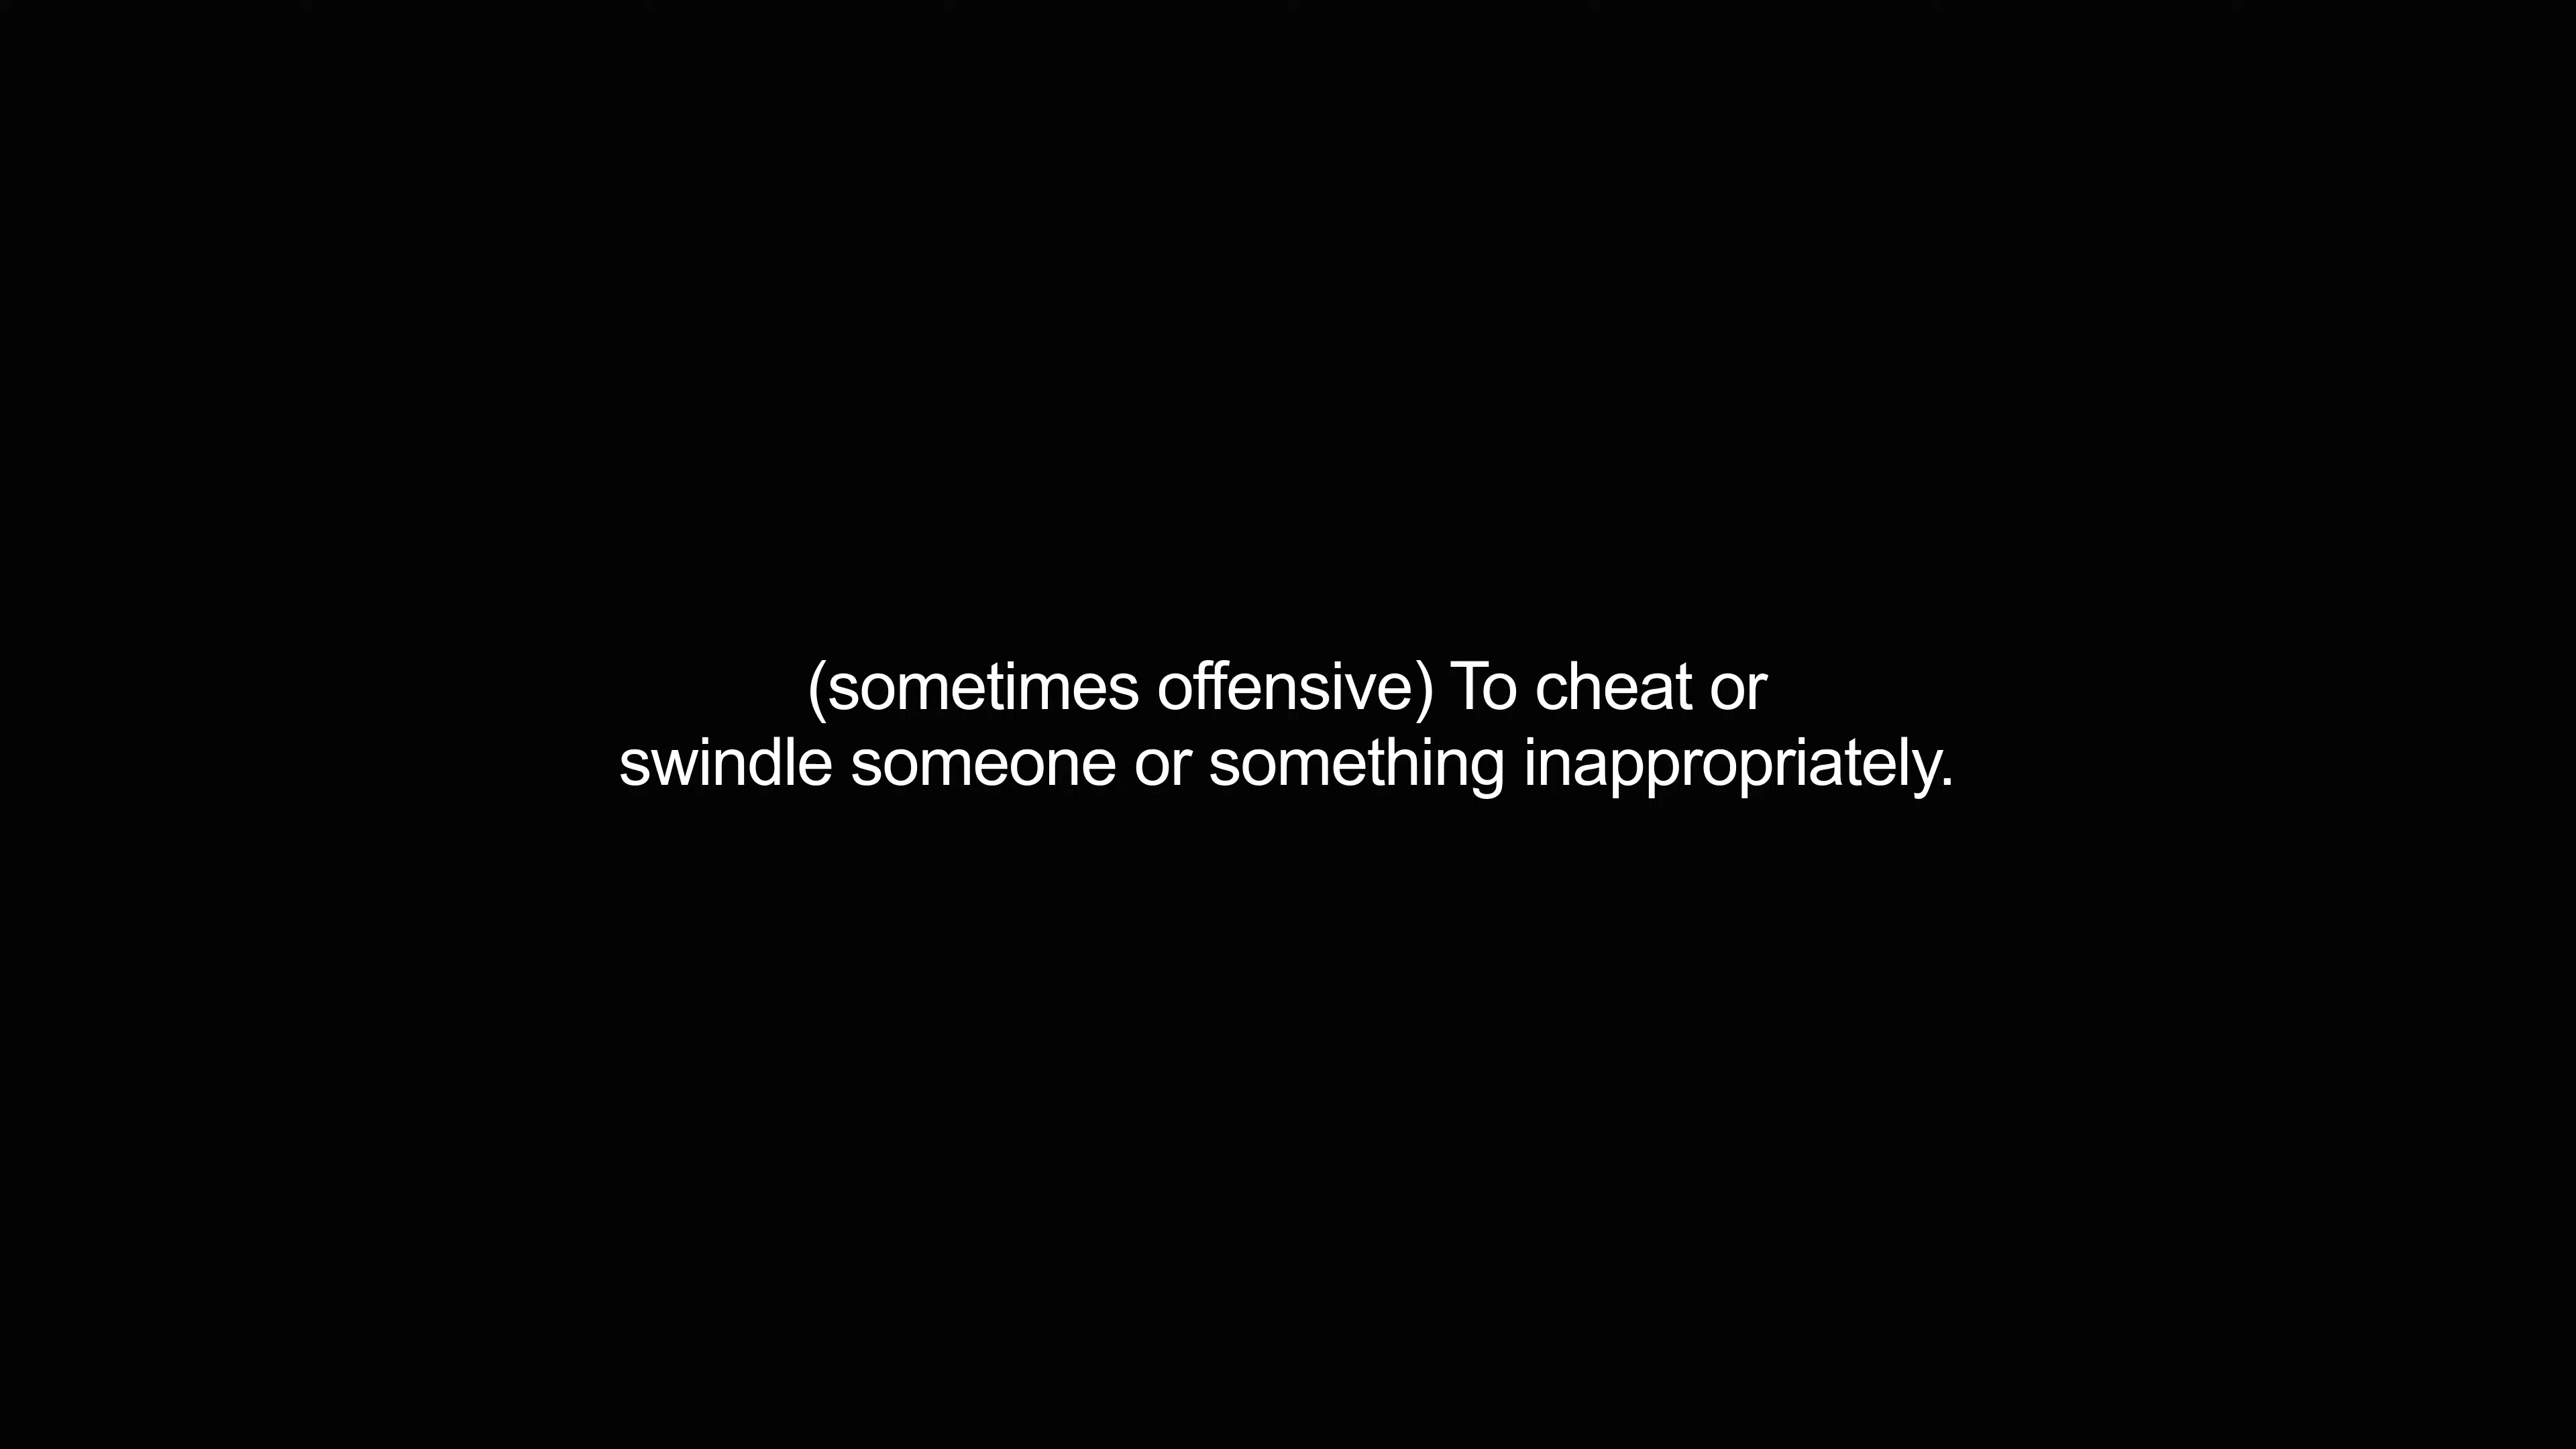 (sometimes offensive) To cheat or
swindle someone or something inappropriately.